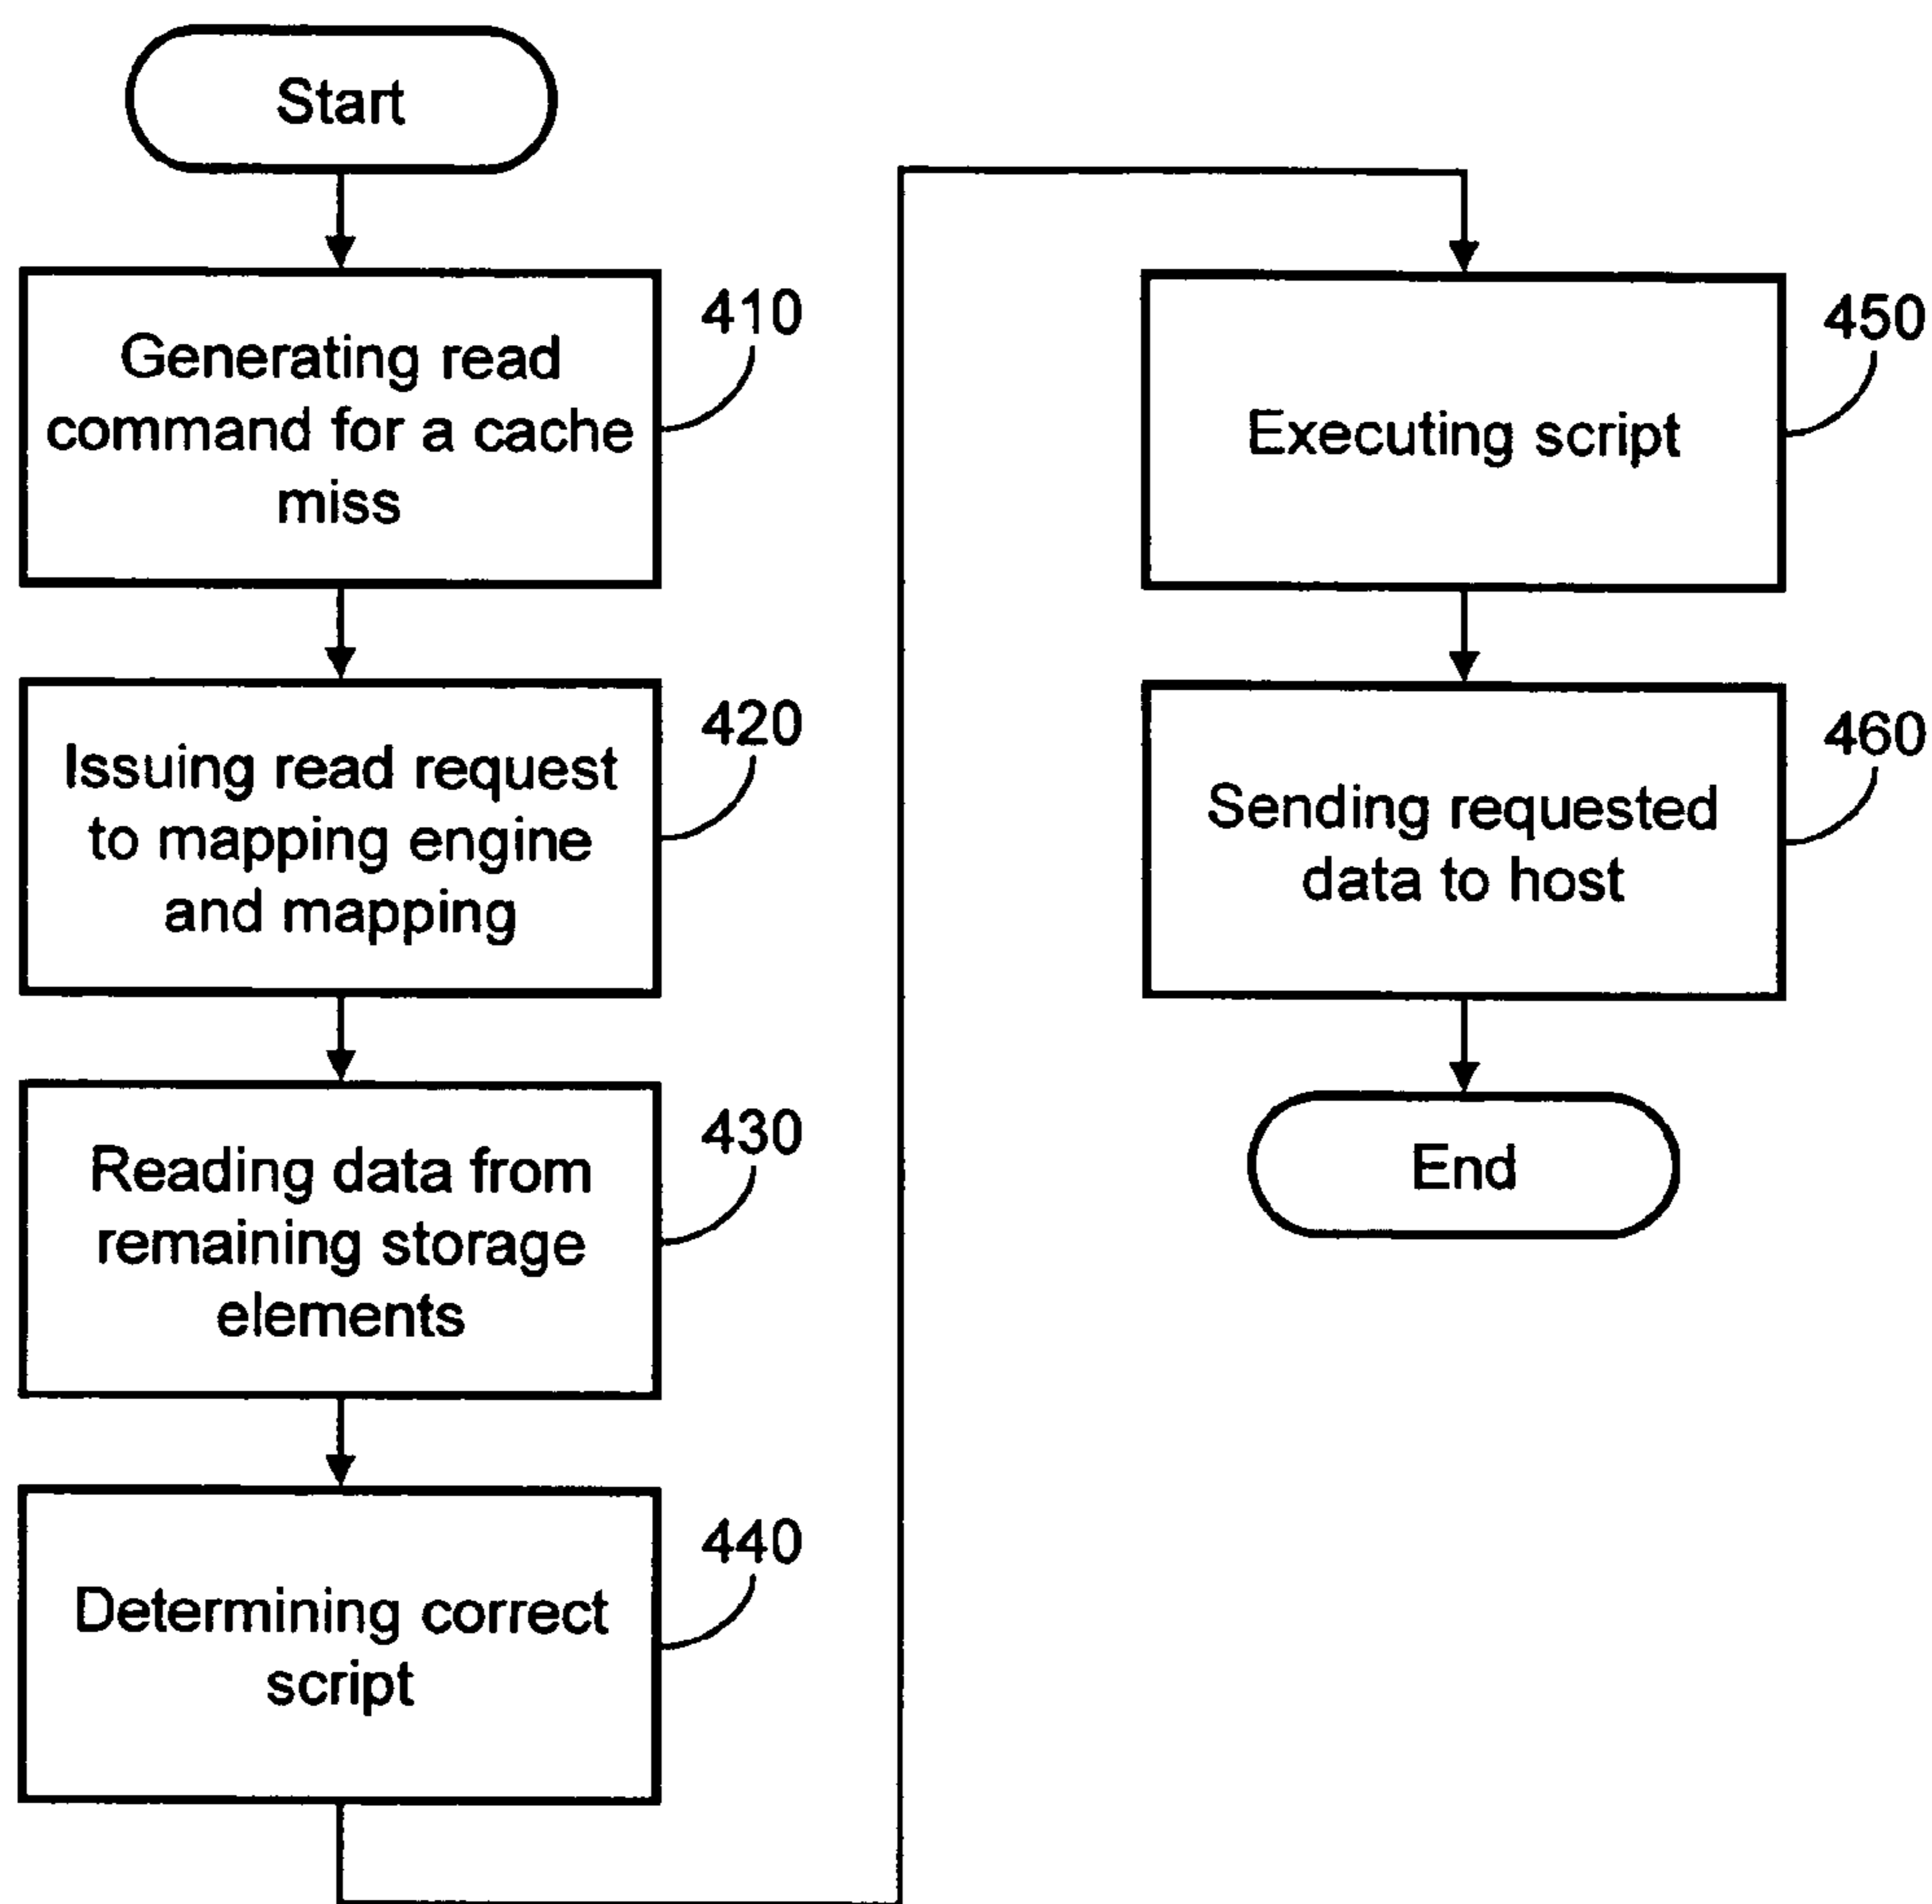 Start
Generating read
command for a cache
miss
410
Issuing read request
to mapping engine
and mapping
420
Reading data from
remaining storage
elements
430
Determining correct
script
440
Executing script
450
Sending requested
data to host
460
End